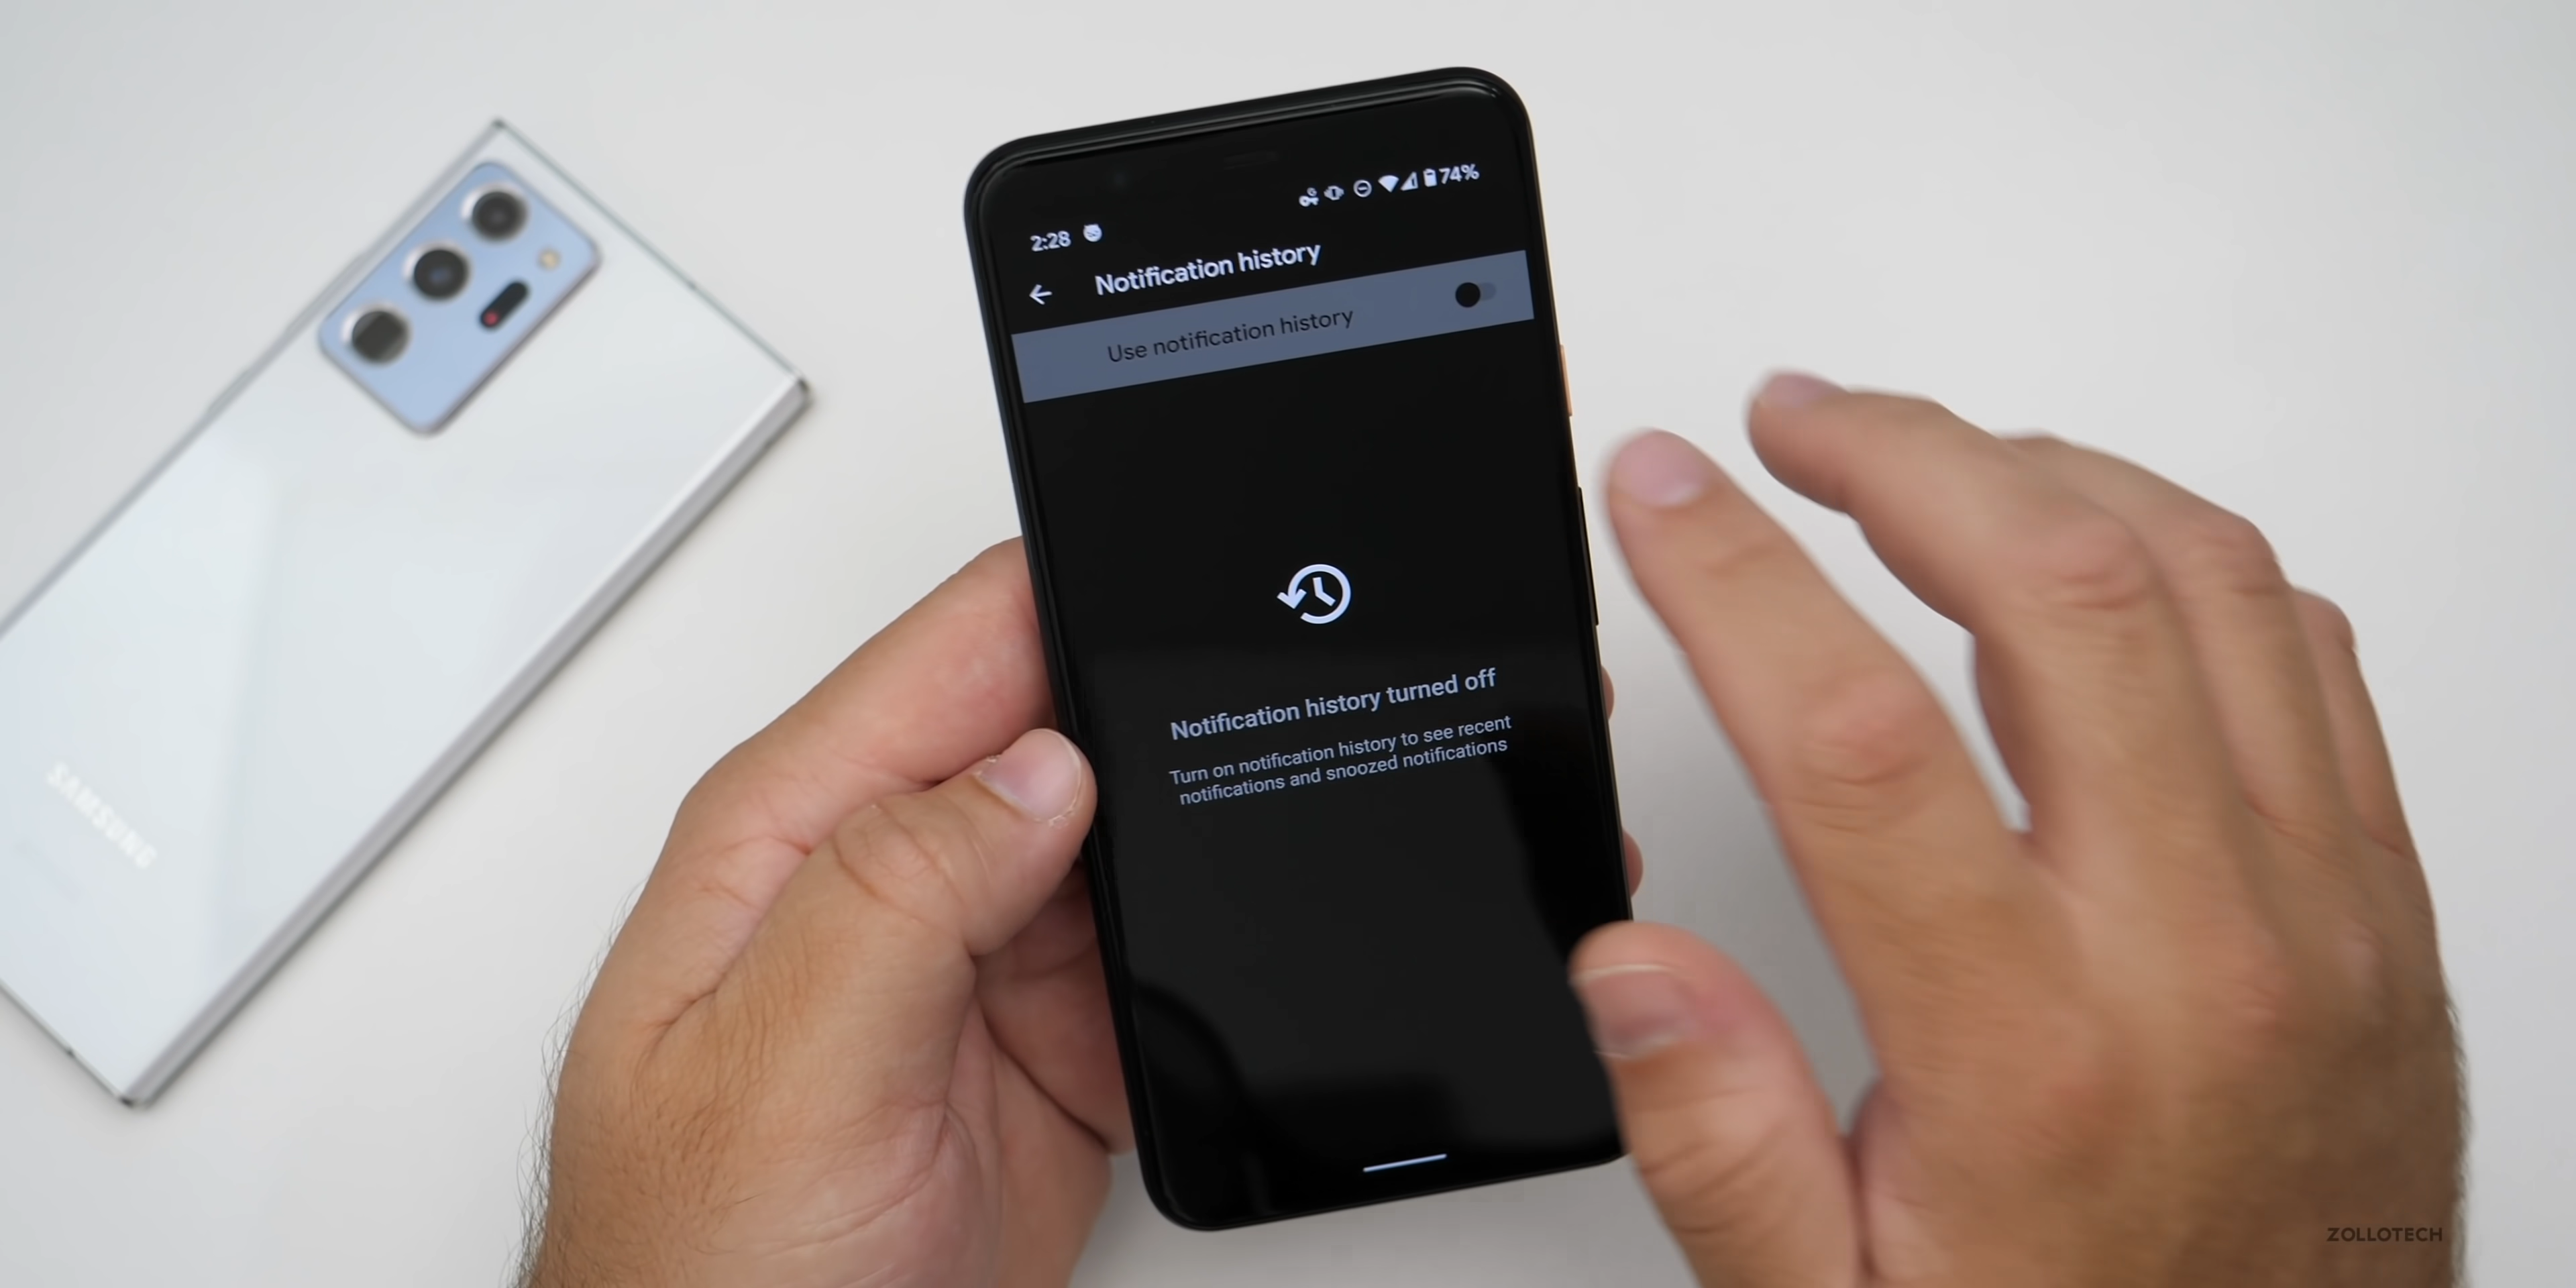 74%
2:28
Notification history
Use notification history
Notification history turned off
Turn on notification history to see recent
notifications and snoozed notifications
SAMSUNG
ZOLLOTECH